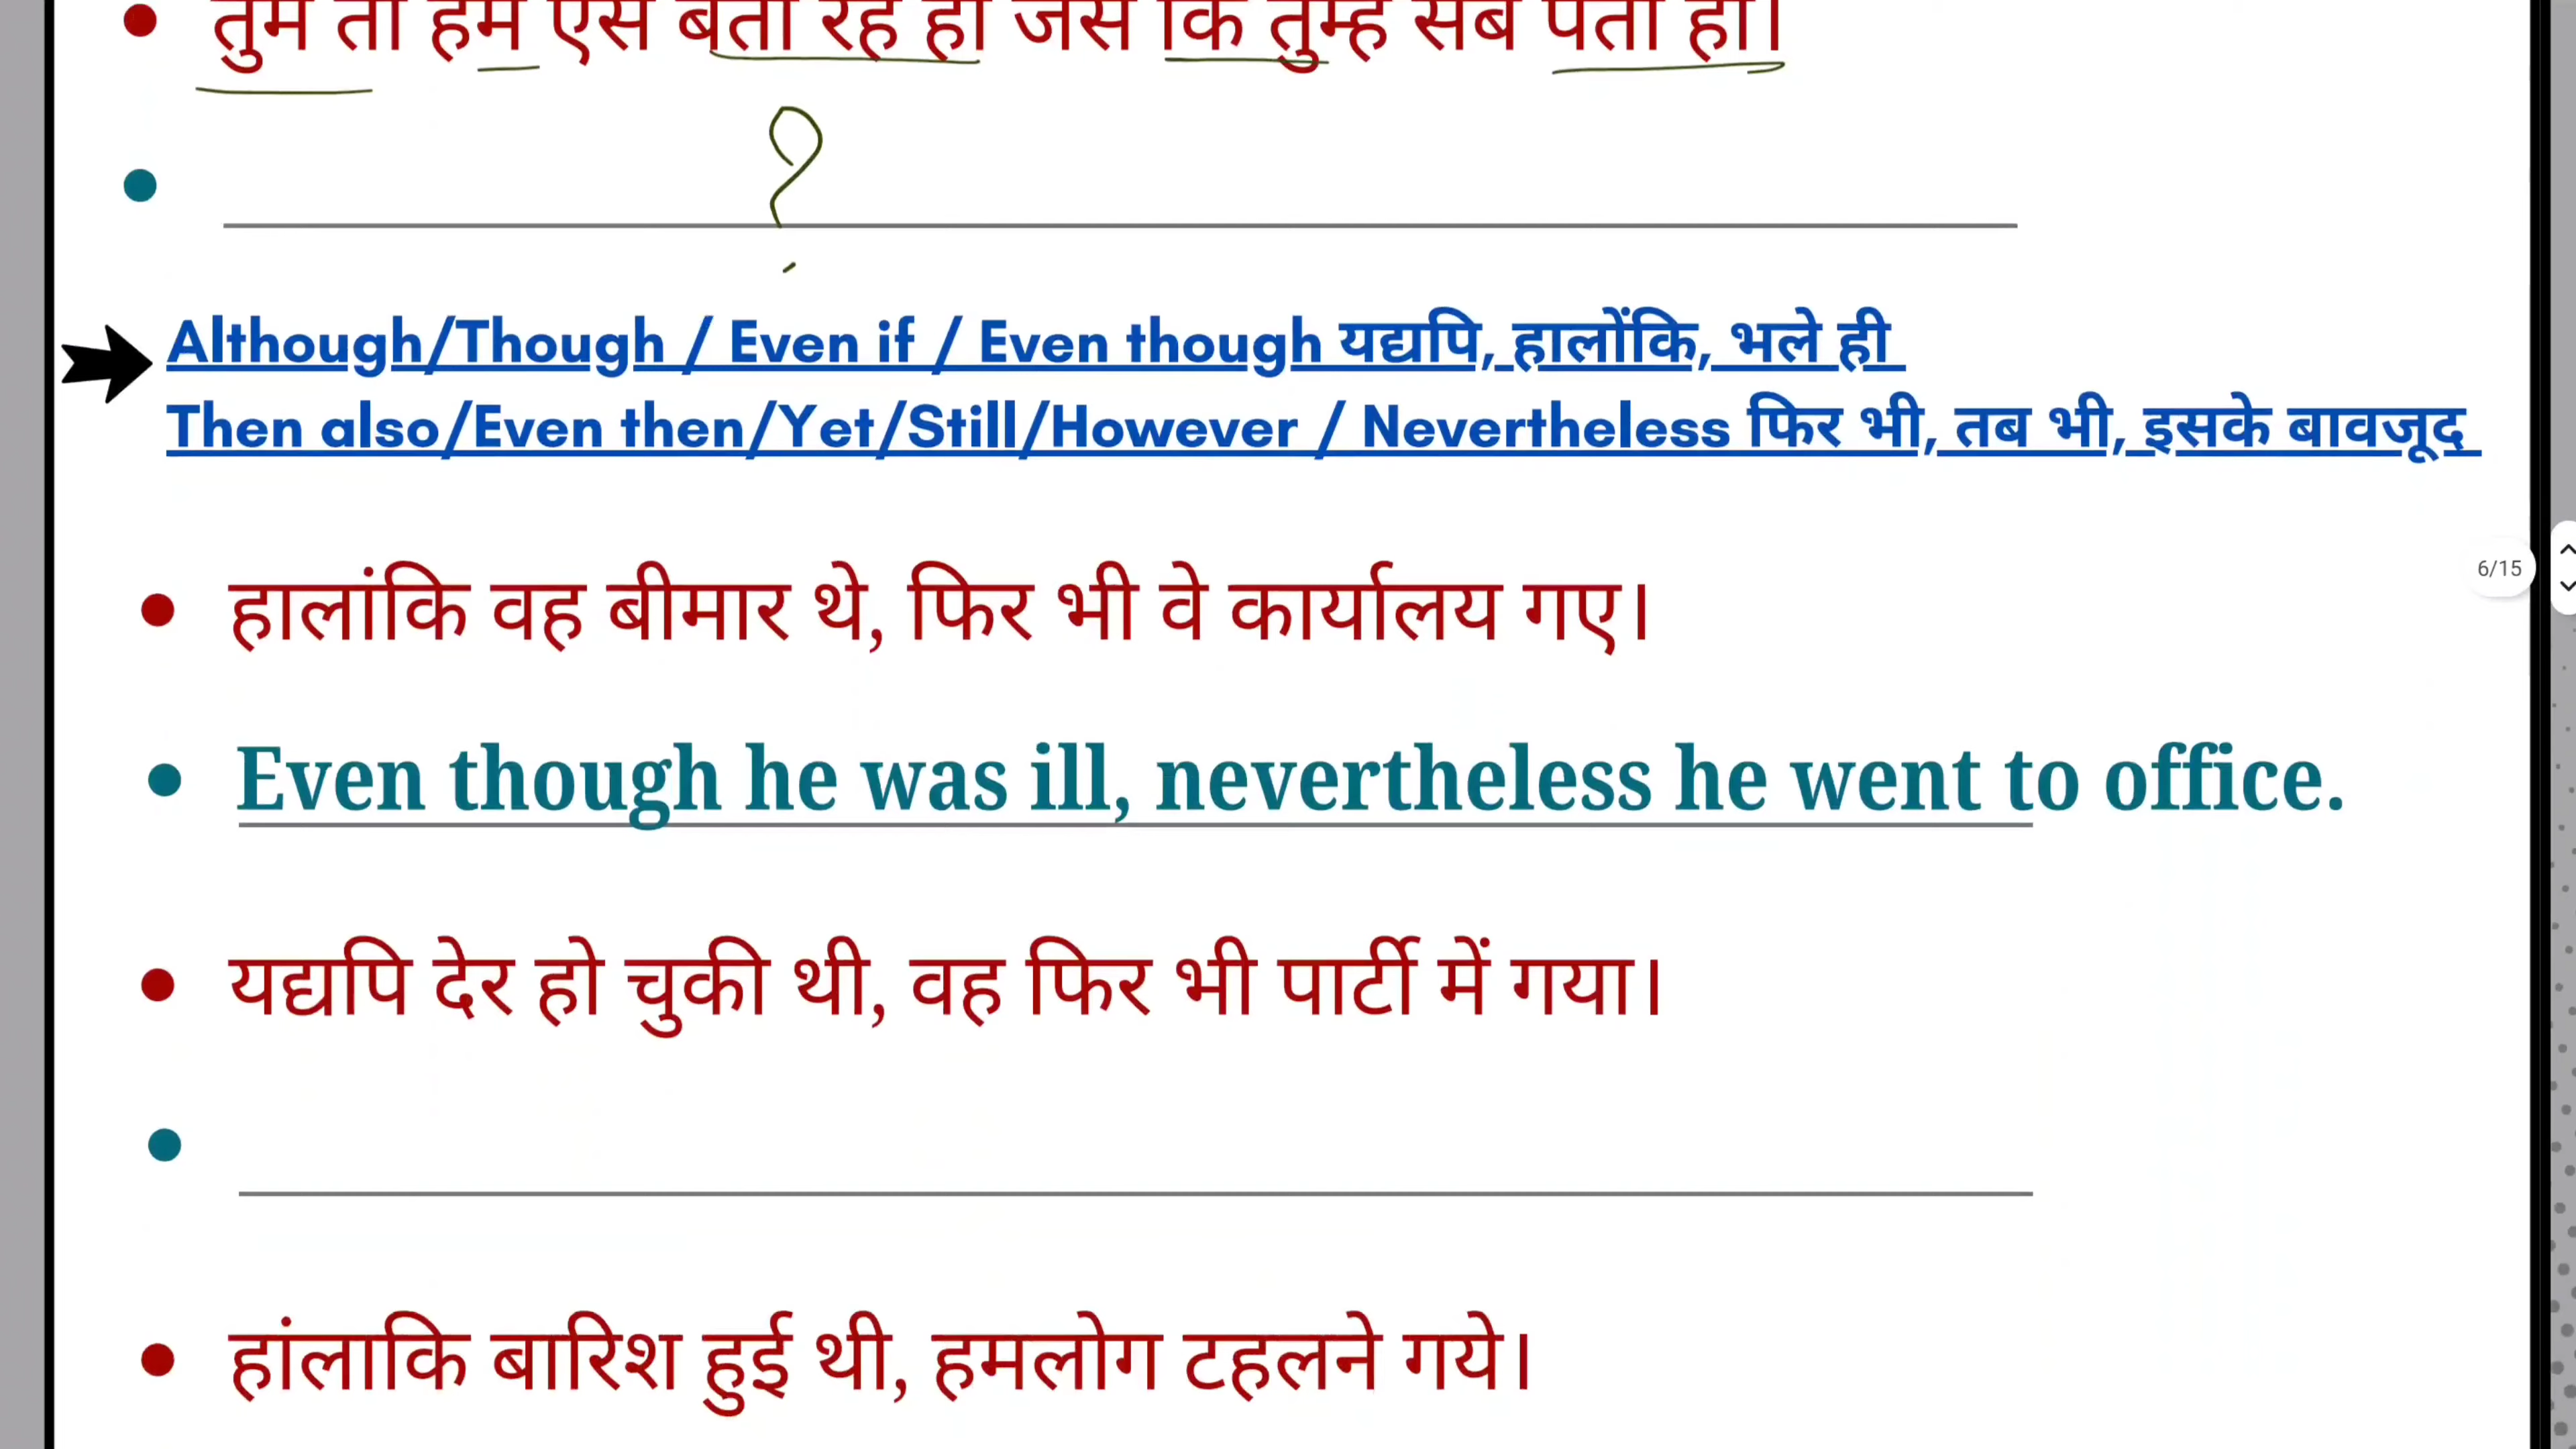 तुम तो हमें ऐसे बता रहे हो जैसे कि तुम्हें सब पता हो।
Although/Though / Even if / Even though यद्यपि, हालोंकि, भले ही
Then also/Even then/Yet/Still/However / Nevertheless फिर भी, तब भी, इसके बावजूद
हालांकि वह बीमार थे, फिर भी वे कार्यालय गए।
6/15
Even though he was ill, nevertheless he went to office.
यद्यपि देर हो चुकी थी, वह फिर भी पार्टी में गया।
हांलाकि बारिश हुई थी, हमलोग टहलने गये।